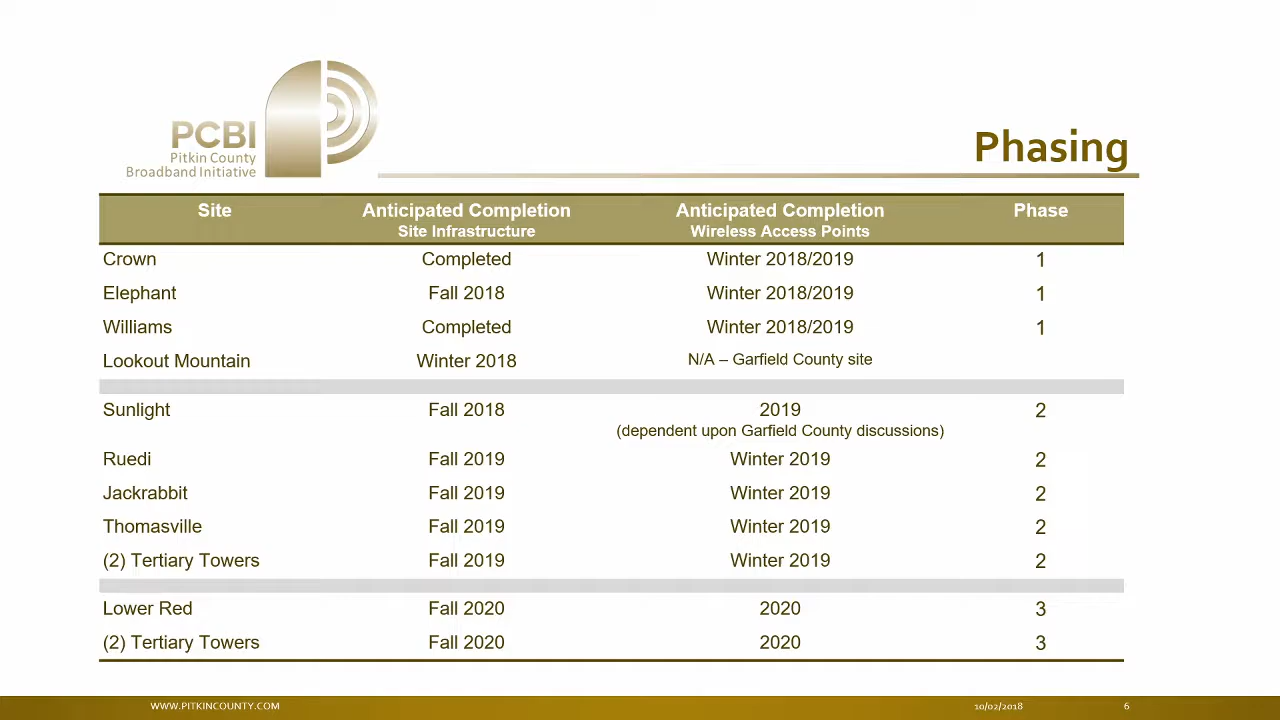 PCBI
Pitkin County
Broadband Initiative
Phasing
Site Anticipated Completion Anticipated Completion Phase
Site Infrastructure Wireless Access Points
Crown Completed Winter 2018/2019 1
Elephant Fall 2018 Winter 2018/2019 1
Williams Completed Winter 2018/2019 1
Lookout Mountain Winter 2018 N/A – Garfield County site
Sunlight Fall 2018 2019 2
(dependent upon Garfield County discussions)
Ruedi Fall 2019 Winter 2019 2
Jackrabbit Fall 2019 Winter 2019 2
Thomasville Fall 2019 Winter 2019 2
(2) Tertiary Towers Fall 2019 Winter 2019 2
Lower Red Fall 2020 2020 3
(2) Tertiary Towers Fall 2020 2020 3
WWW.PITKINCOUNTY.COM 10/02/2018 6